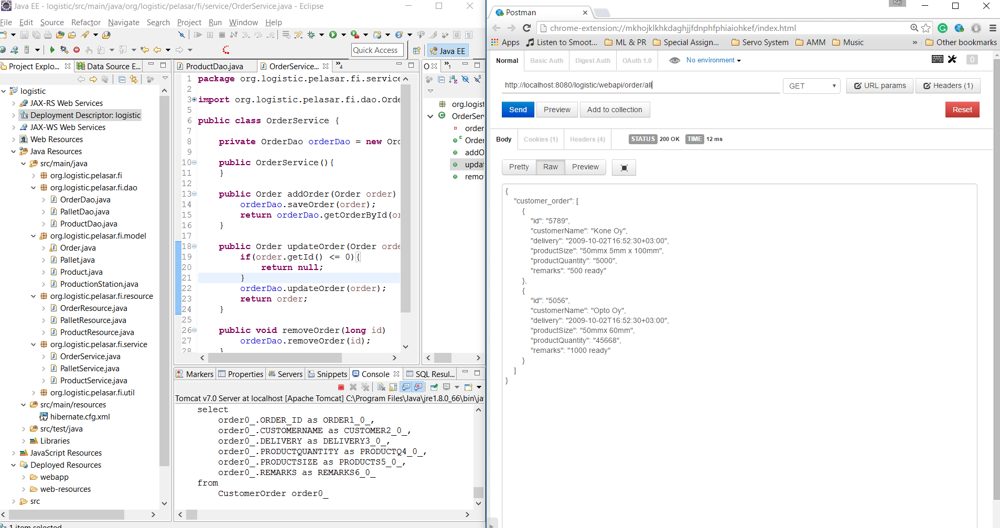 Java EE - logistic/src/main/java/org/logistic/pelasar/fi/service/OrderService.java - Eclipse
File Edit Source Refactor Navigate Search Project Run Window Help
Quick Access
Java EE
Project Explo...
Data Source E...
logistic
JAX-RS Web Services
Deployment Descriptor: logistic
JAX-WS Web Services
Web Resources
Java Resources
src/main/java
org.logistic.pelasar.fi
org.logistic.pelasar.fi.dao
OrderDao.java
PalletDao.java
ProductDao.java
org.logistic.pelasar.fi.model
Order.java
Pallet.java
Product.java
ProductionStation.java
org.logistic.pelasar.fi.resource
OrderResource.java
PalletResource.java
ProductResource.java
org.logistic.pelasar.fi.service
OrderService.java
PalletService.java
ProductService.java
org.logistic.pelasar.fi.util
src/main/resources
hibernate.cfg.xml
src/test/java
Libraries
JavaScript Resources
Deployed Resources
webapp
web-resources
src
1 item selected
ProductDao.java
OrderService...
4
1 package org.logistic.pelasar.fi.service
2
3 import org.logistic.pelasar.fi.dao.Orde
5
6 public class OrderService {
7
8 private OrderDao orderDao = new Ord
9
10 public OrderService(){
11 }
12
13 public Order addOrder(Order order)
14 orderDao.saveOrder(order);
15 return orderDao.getOrderById(or
16 }
17
18 public Order updateOrder(Order orde
19 if(order.getId() <= 0){
20 return null;
21 }
22 orderDao.updateOrder(order);
23 return order;
24 }
25
26 public void removeOrder(long id)
27 orderDao.removeOrder(id);
28 }
O
1
org.logist
OrderSer
order
Orde
addO
updat
remo
Markers
Properties
Servers
Snippets
Console
SQL Resul...
Tomcat v7.0 Server at localhost [Apache Tomcat] C:\Program Files\Java\jre1.8.0_66\bin\ja
select
order0_.ORDER_ID as ORDER1_0_,
order0_.CUSTOMERNAME as CUSTOMER2_0_,
order0_.DELIVERY as DELIVERY3_0_,
order0_.PRODUCTQUANTITY as PRODUCTQ4_0_,
order0_.PRODUCTSIZE as PRODUCTS5_0_,
order0_.REMARKS as REMARKS6_0_
from
CustomerOrder order0_
Raj
Postman
chrome-extension://mkhojklkhkdaghjjfdnphfphiaiohkef/index.html
Apps
Listen to Smoot...
ML & PR
Special Assign...
Servo System
AMM
Music
»
Other bookmarks
Normal
Basic Auth
Digest Auth
OAuth 1.0
No environment
0
http://localhost:8080/logistic/webapi/order/all
GET
URL params
Headers (1)
Send
Preview
Add to collection
Reset
Body
Cookies (1)
Headers (4)
STATUS 200 OK TIME 12 ms
Pretty
Raw
Preview
{
"customer_order": [
{
"id": "5789",
"customerName": "Kone Oy",
"delivery": "2009-10-02T16:52:30+03:00",
"productSize": "50mmx 5mm x 100mm",
"productQuantity": "5000",
"remarks": "500 ready"
},
{
"id": "5056",
"customerName": "Opto Oy",
"delivery": "2009-10-02T16:52:30+03:00",
"productSize": "50mmx 60mm",
"productQuantity": "45668",
"remarks": "1000 ready"
}
]
}